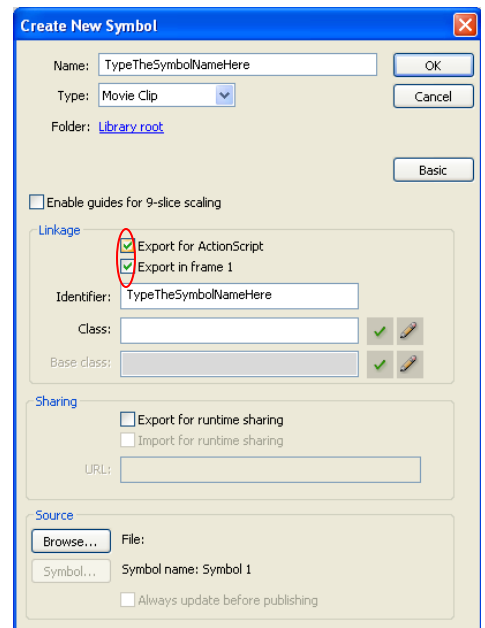 Create New Symbol
Name: TypeTheSymbolNameHere OK
Type: Movie Clip Cancel
Folder: Library root
Basic
Enable guides for 9-slice scaling
Linkage
Export for ActionScript
Export in frame 1
Identifier: TypeTheSymbolNameHere
Class:
Base class:
Sharing
Export for runtime sharing
Import for runtime sharing
URL:
Source
Browse... File:
Symbol... Symbol name: Symbol 1
Always update before publishing